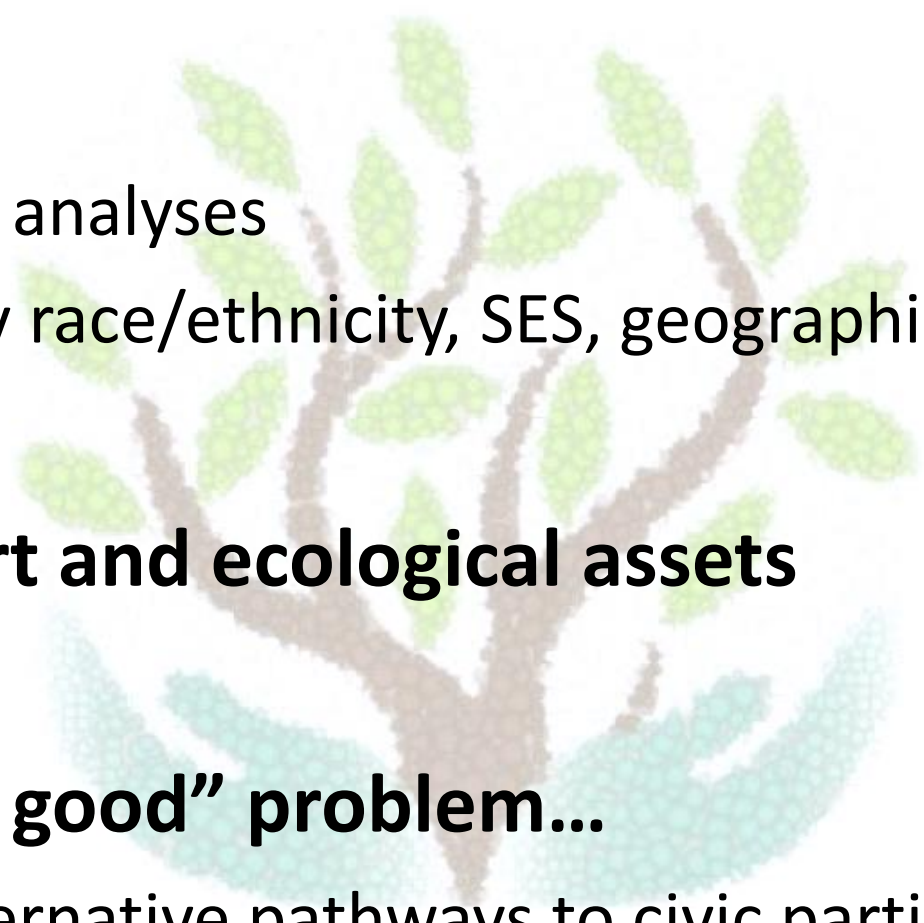 analyses
race/ethnicity, SES, geographi
rt and ecological assets
good” problem...
ernative pathways to civic parti